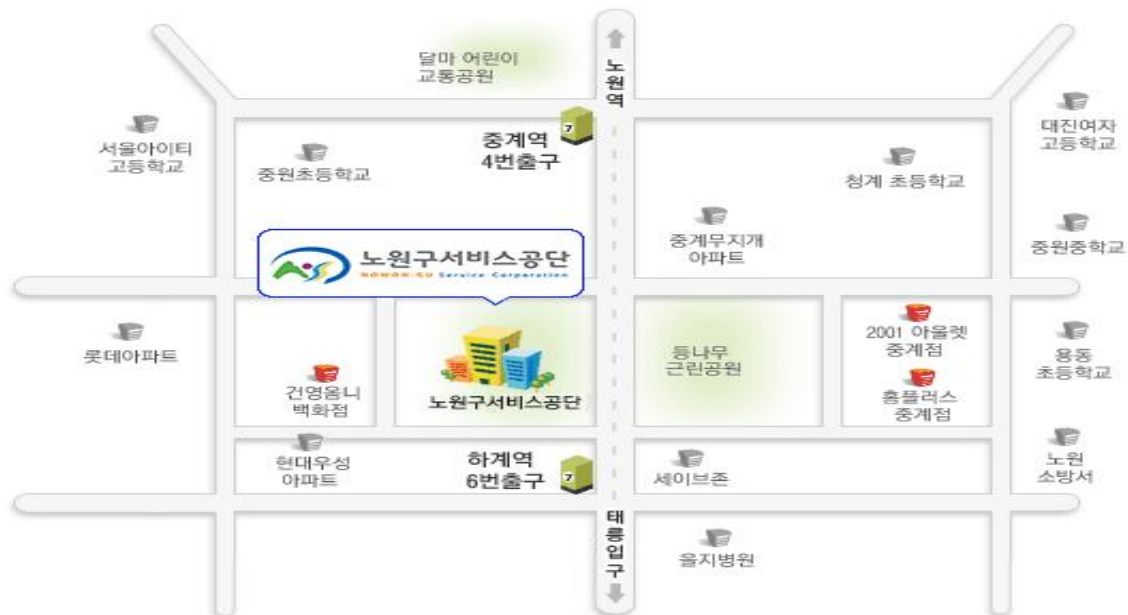 달마 어린이
교통공원
노원역
서울아이티
고등학교
중원초등학교
7
중계역
4번출구
청계 초등학교
대진여자
고등학교
중계무지개
아파트
중원중학교
노원구서비스공단
NOWON-GU Service Corporation
롯데아파트
건영옴니
백화점
노원구서비스공단
등나무
근린공원
2001 아울렛
중계점
홈플러스
중계점
용동
초등학교
현대우성
아파트
하계역
6번출구
7
세이브존
노원
소방서
태릉입구
을지병원